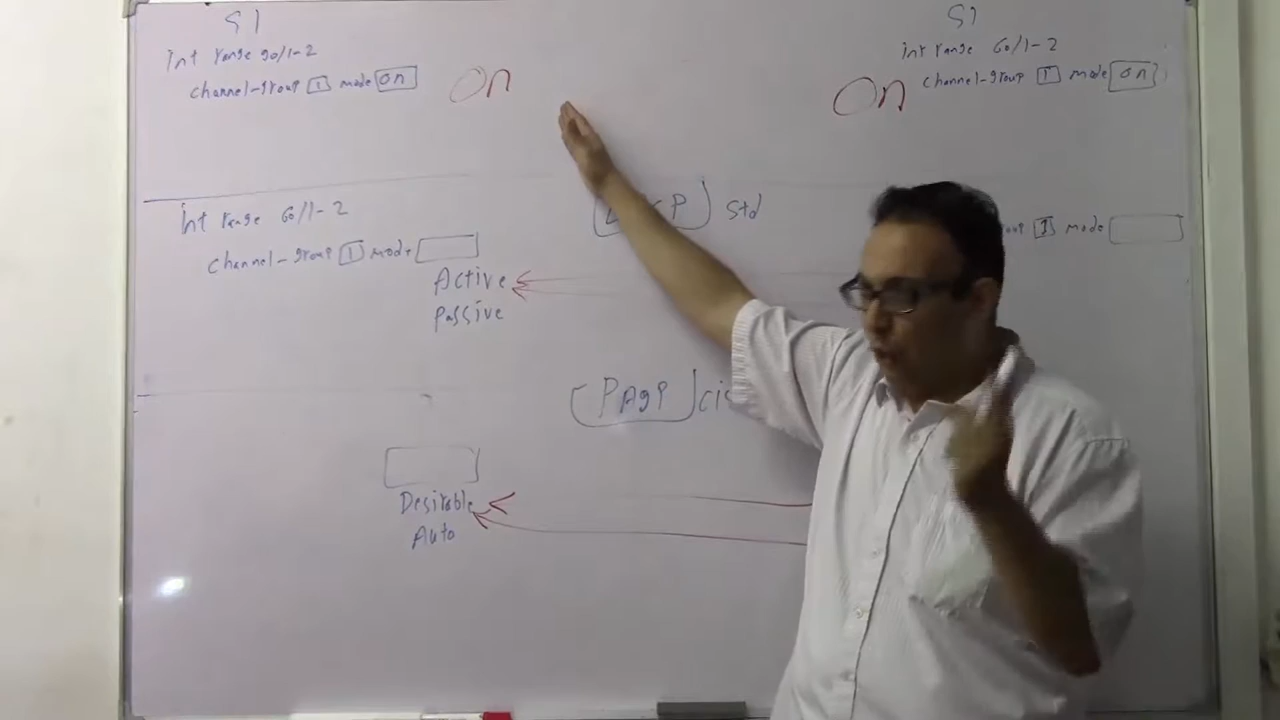 S1
int range g0/1-2
channel-group 1 mode on
on
S1
int range G0/1-2
channel-group 1 mode on
On
int range G0/1-2
channel-group 1 mode
Active
Passive
std
1 mode
PAgP
Desirable
Auto